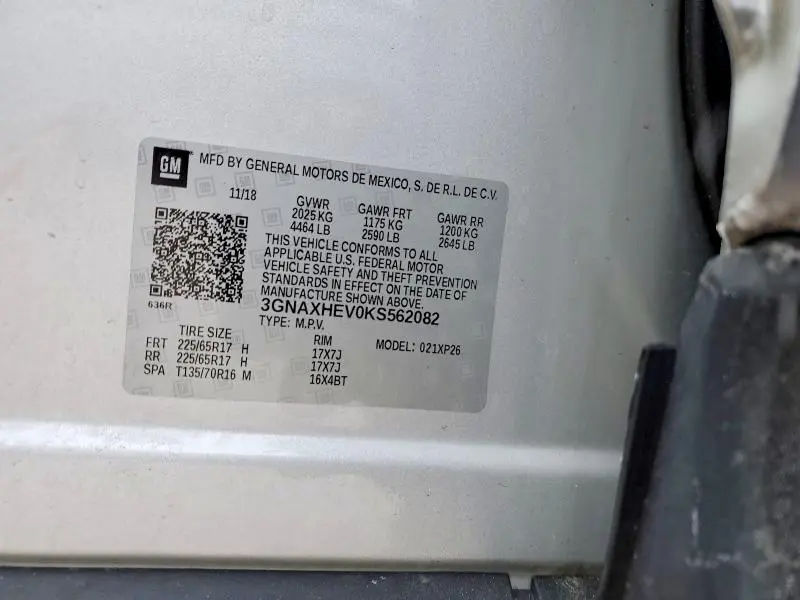 GM
MFD BY GENERAL MOTORS DE MEXICO, S. DE R.L. DE C.V.
11/18
GVWR GAWR FRT GAWR RR
2025 KG 1175 KG 1200 KG
4464 LB 2590 LB 2645 LB
THIS VEHICLE CONFORMS TO ALL
APPLICABLE U.S. FEDERAL MOTOR
VEHICLE SAFETY AND THEFT PREVENTION
STANDARDS IN EFFECT ON THE DATE OF
MANUFACTURE SHOWN ABOVE.
636R
3GNAXHEV0KS562082
TYPE: M.P.V. MODEL: 021XP26
TIRE SIZE RIM
FRT 225/65R17 H 17X7J
RR 225/65R17 H 17X7J
SPA T135/70R16 M 16X4BT